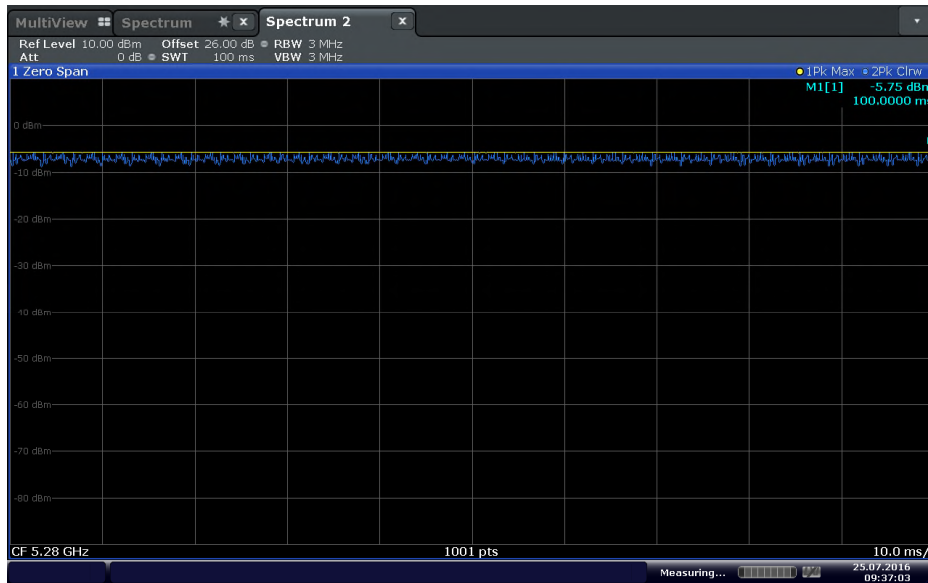 MultiView Spectrum x Spectrum 2 x
Ref Level 10.00 dBm Offset 26.00 dB RBW 3 MHz
Att 0 dB SWT 100 ms VBW 3 MHz
1 Zero Span 1Pk Max 2Pk Clrw
M1[1] -5.75 dBm
100.0000 ms
0 dBm
-10 dBm
-20 dBm
-30 dBm
-40 dBm
-50 dBm
-60 dBm
-70 dBm
-80 dBm
CF 5.28 GHz 1001 pts 10.0 ms/
Measuring... 25.07.2016
09:37:03